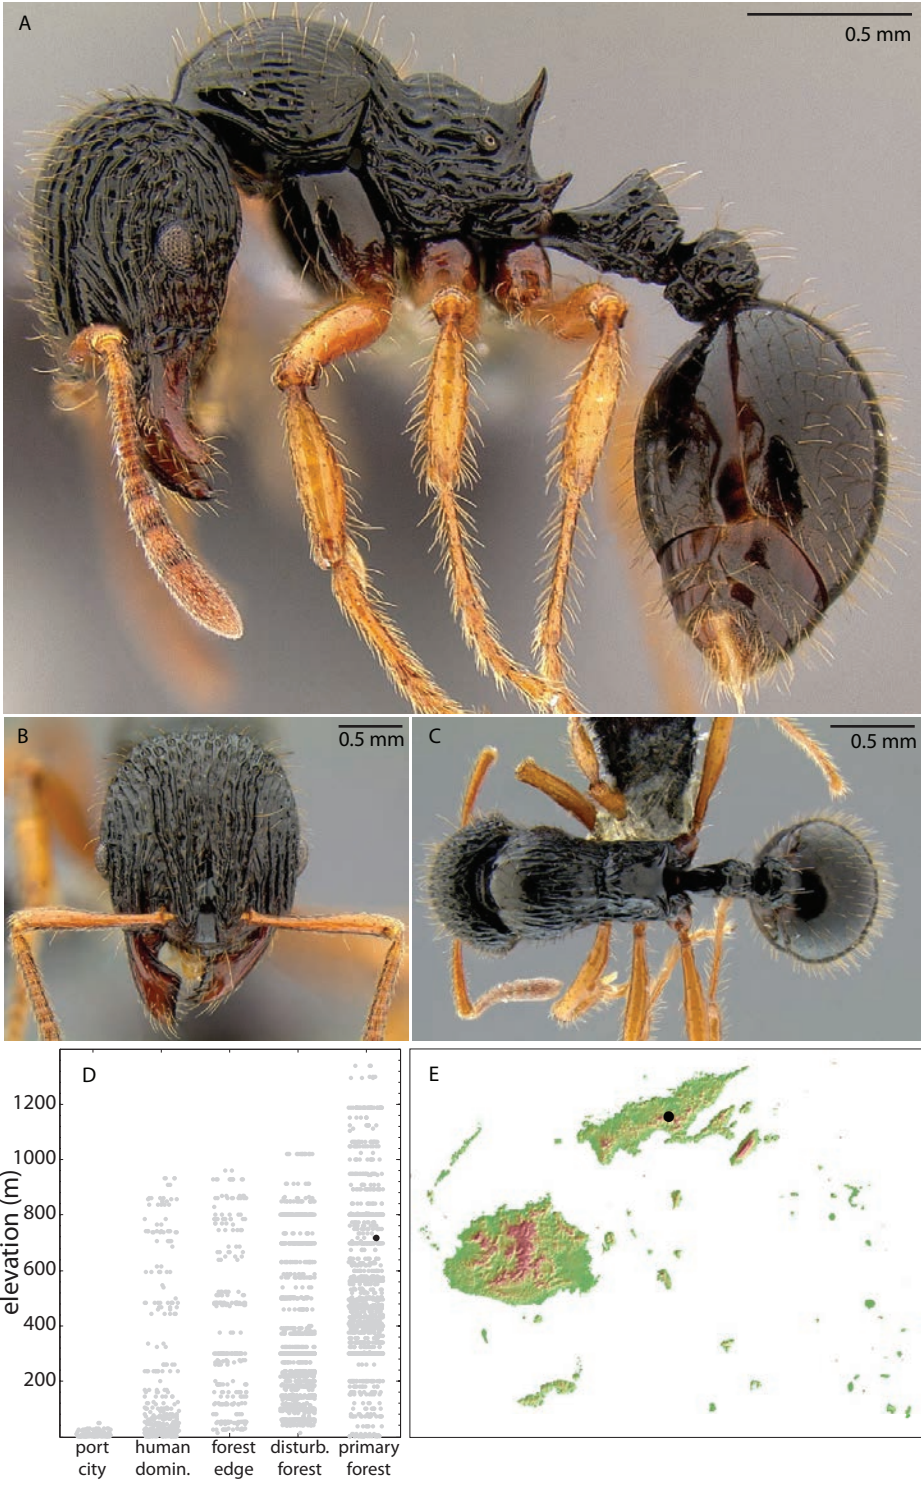 A
0.5 mm
B
0.5 mm
C
0.5 mm
D
E
elevation (m)
1200
1000
800
600
400
200
port city
human domin.
forest edge
disturb. forest
primary forest